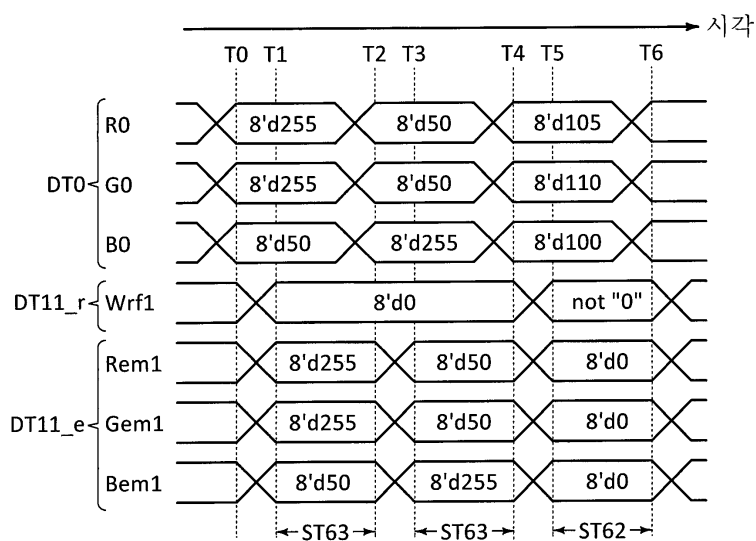 시각
T0 T1 T2 T3 T4 T5 T6
R0 8'd255 8'd50 8'd105
DT0 G0 8'd255 8'd50 8'd110
B0 8'd50 8'd255 8'd100
DT11_r Wrf1 8'd0 not "0"
Rem1 8'd255 8'd50 8'd0
DT11_e Gem1 8'd255 8'd50 8'd0
Bem1 8'd50 8'd255 8'd0
ST63 ST63 ST62